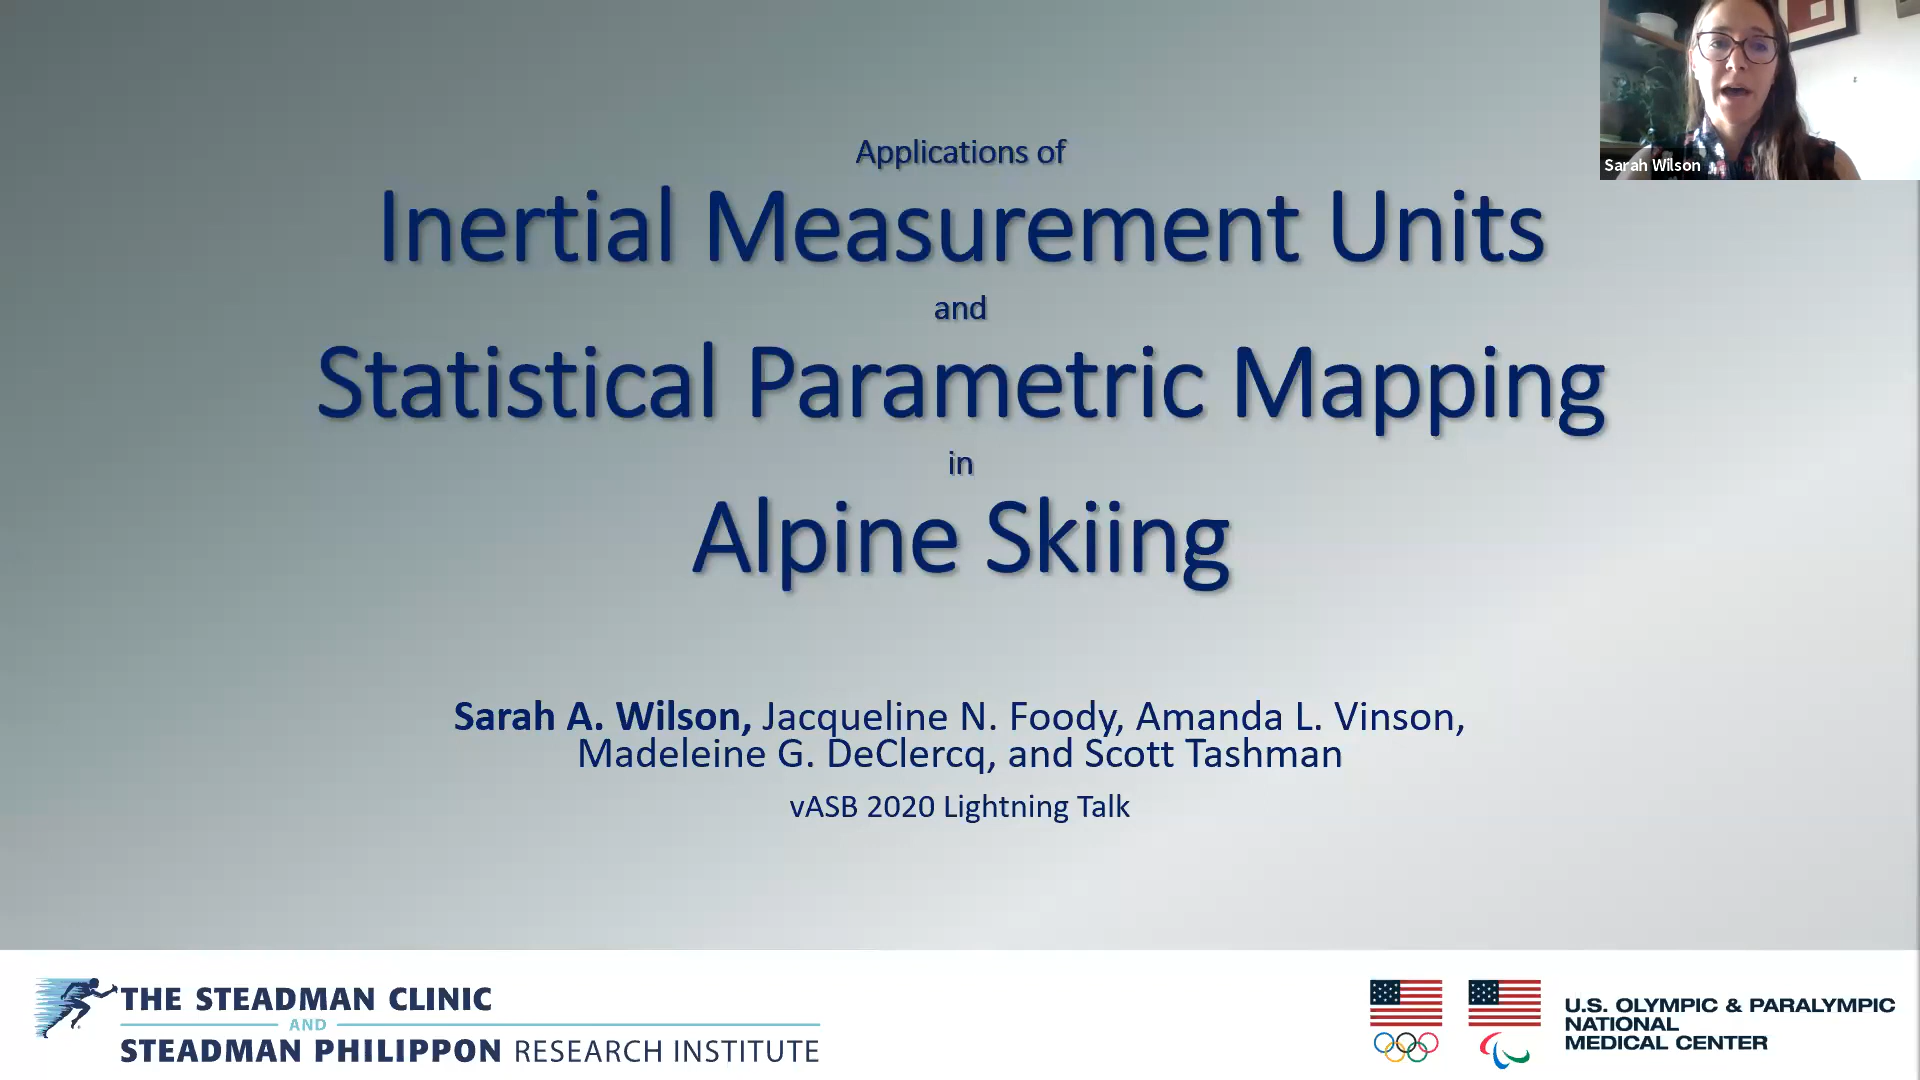 Applications of
Inertial Measurement Units
and
Statistical Parametric Mapping
in
Alpine Skiing
Sarah A. Wilson, Jacqueline N. Foody, Amanda L. Vinson,
Madeleine G. DeClercq, and Scott Tashman
vASB 2020 Lightning Talk
Sarah Wilson
THE STEADMAN CLINIC
AND
STEADMAN PHILIPPON RESEARCH INSTITUTE
U.S. OLYMPIC & PARALYMPIC
NATIONAL
MEDICAL CENTER